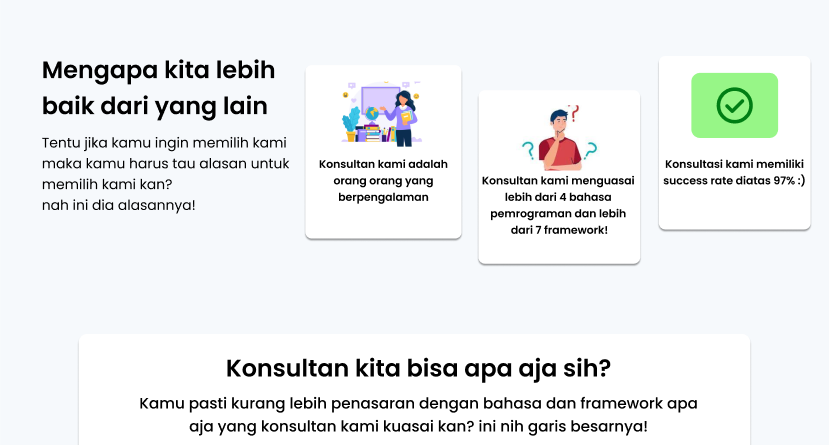 Mengapa kita lebih
baik dari yang lain
Tentu jika kamu ingin memilih kami
maka kamu harus tau alasan untuk
memilih kami kan?
nah ini dia alasannya!
Konsultan kami adalah
orang orang yang
berpengalaman
Konsultan kami menguasai
lebih dari 4 bahasa
pemrograman dan lebih
dari 7 framework!
Konsultasi kami memiliki
success rate diatas 97% :)
Konsultan kita bisa apa aja sih?
Kamu pasti kurang lebih penasaran dengan bahasa dan framework apa
aja yang konsultan kami kuasai kan? ini nih garis besarnya!